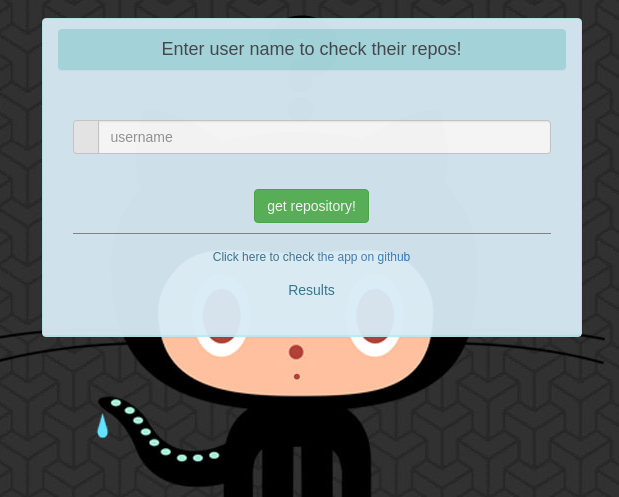 Enter user name to check their repos!
username
get repository!
Click here to check the app on github
Results